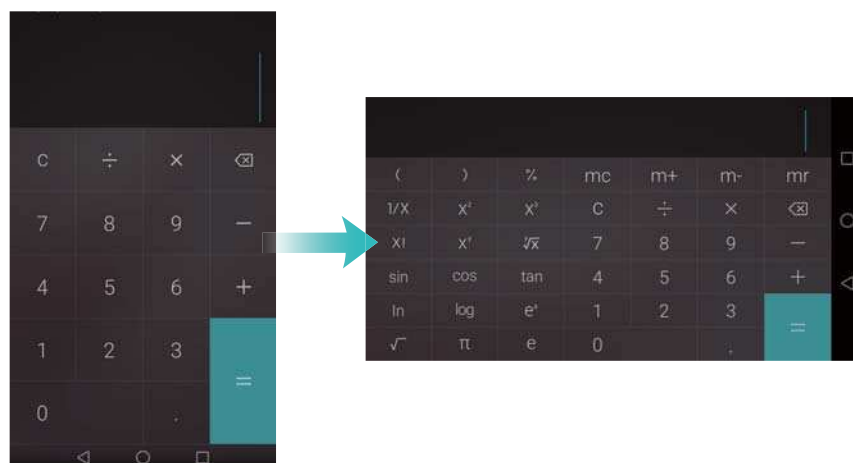 C ÷ ×
7 8 9 −
4 5 6 +
1 2 3 =
0 .
( ) % mc m+ m- mr
1/X X² X³ C ÷ ×
X! Xʸ ʸ√x 7 8 9 −
sin cos tan 4 5 6 +
ln log eˣ 1 2 3 =
√ π e 0 .